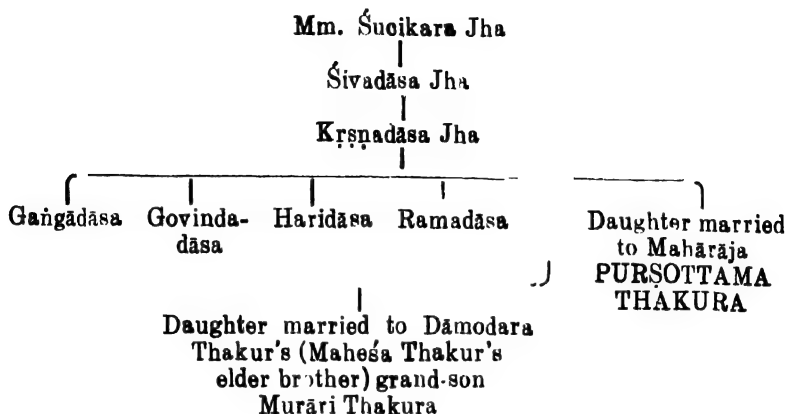 Mm. Śucikara Jha
Śivadāsa Jha
Kṛṣṇadāsa Jha
Gaṅgādāsa Govinda- Haridāsa Ramadāsa Daughter married
dāsa to Mahārāja
PURṢOTTAMA
THAKURA
Daughter married to Dāmodara
Thakur's (Maheśa Thakur's
elder brother) grand-son
Murāri Thakura